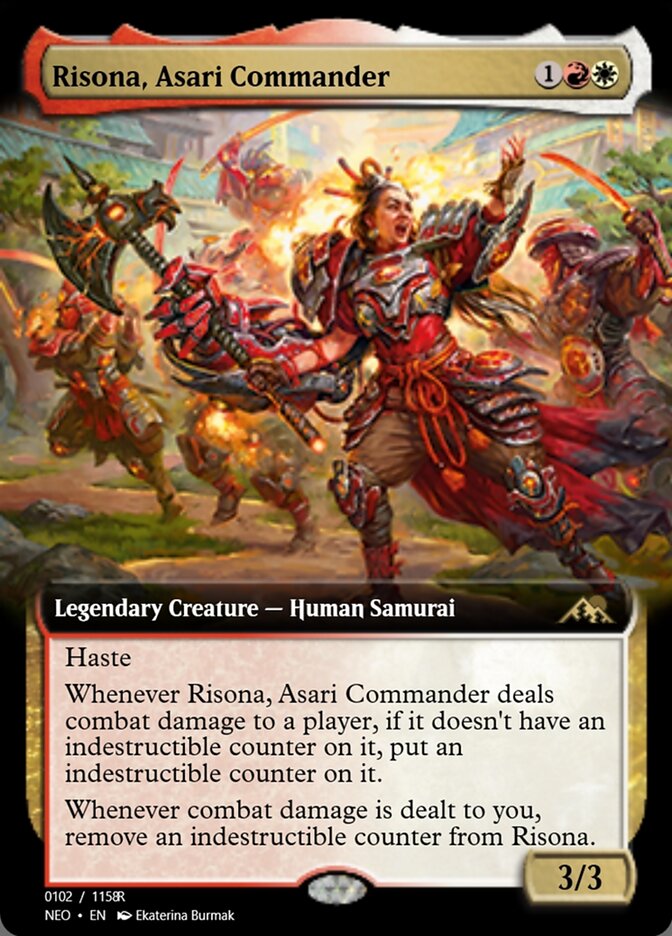 Risona, Asari Commander 1
Legendary Creature — Human Samurai
Haste
Whenever Risona, Asari Commander deals
combat damage to a player, if it doesn't have an
indestructible counter on it, put an
indestructible counter on it.
Whenever combat damage is dealt to you,
remove an indestructible counter from Risona.
3/3
0102 / 1158R
NEO • EN Ekaterina Burmak